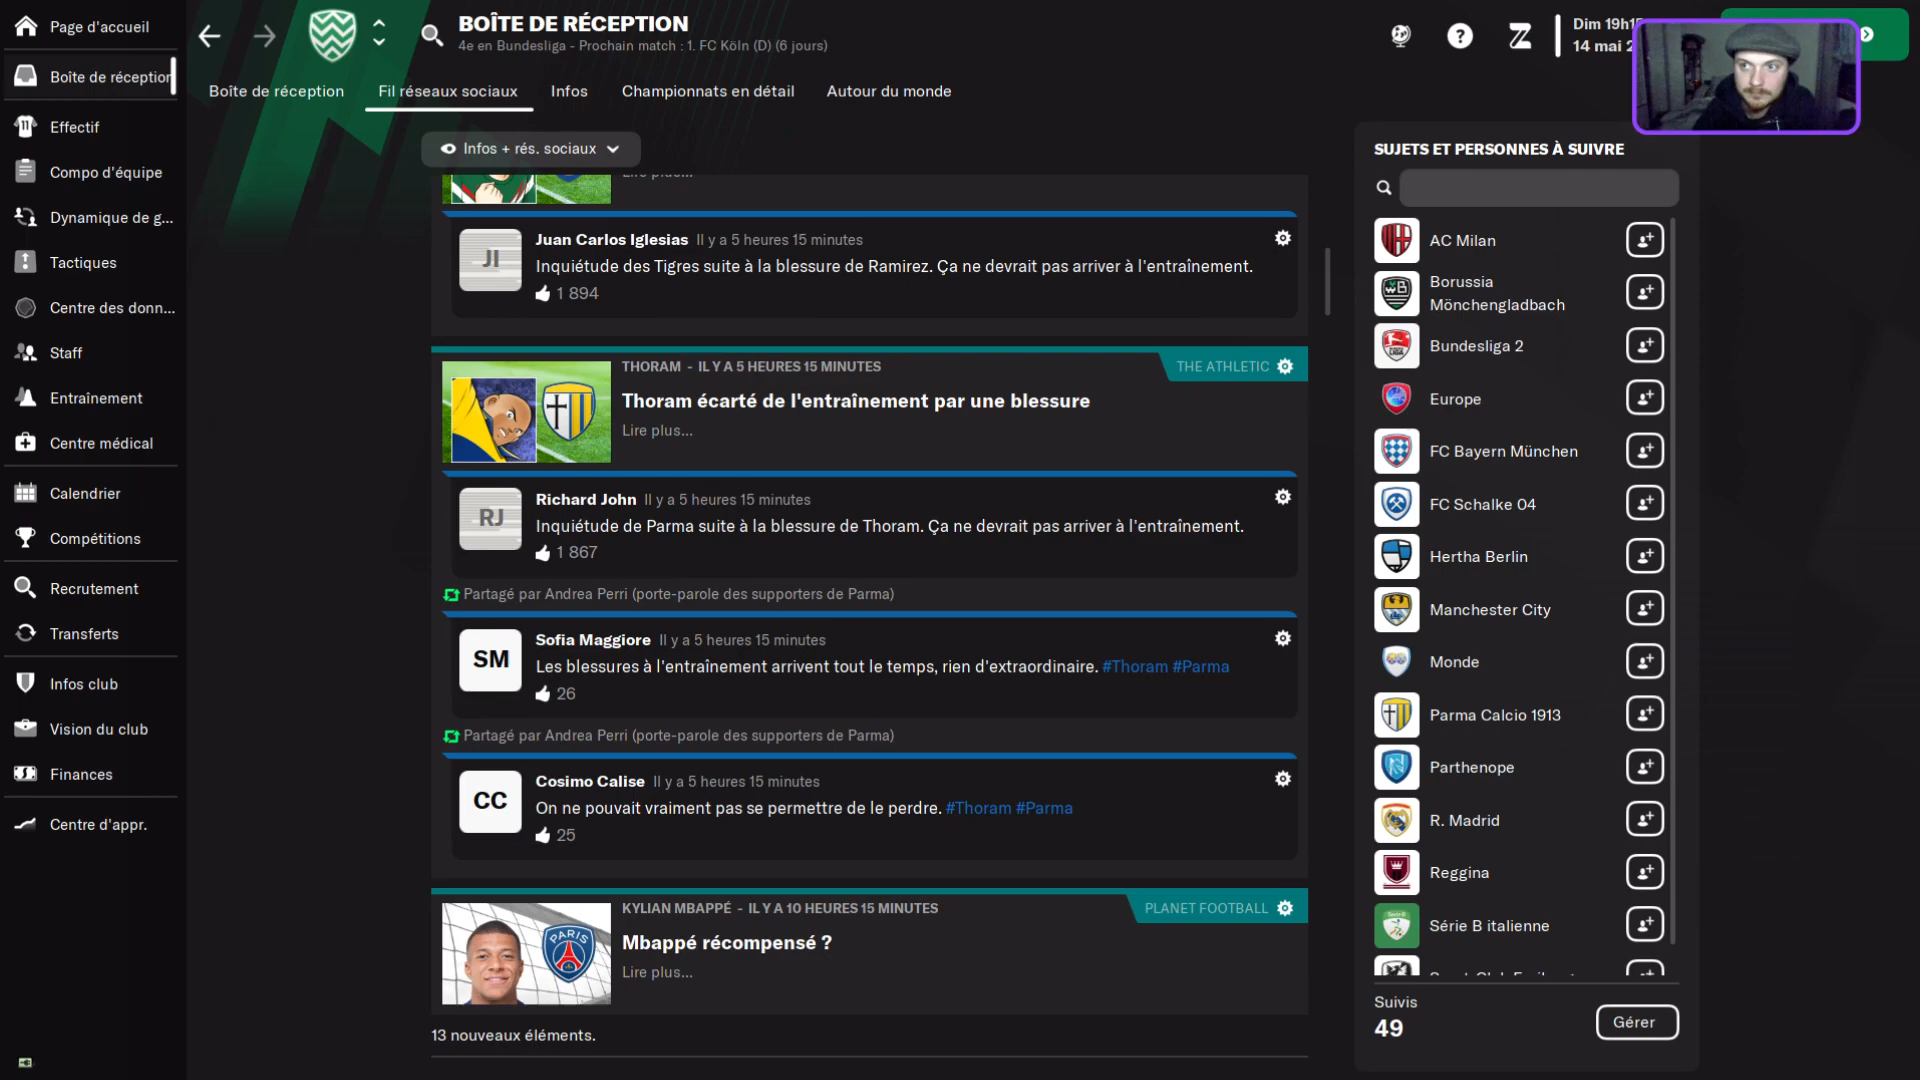 Page d'accueil
Boîte de réception
Effectif
Compo d'équipe
Dynamique de g...
Tactiques
Centre des donn...
Staff
Entraînement
Centre médical
Calendrier
Compétitions
Recrutement
Transferts
Infos club
Vision du club
Finances
Centre d'appr.
BOÎTE DE RÉCEPTION
4e en Bundesliga - Prochain match : 1. FC Köln (D) (6 jours)
Dim 19h15
14 mai 2
Boîte de réception
Fil réseaux sociaux
Infos
Championnats en détail
Autour du monde
Infos + rés. sociaux
Lire plus...
Juan Carlos Iglesias Il y a 5 heures 15 minutes
JI
Inquiétude des Tigres suite à la blessure de Ramirez. Ça ne devrait pas arriver à l'entraînement.
1 894
THORAM - IL Y A 5 HEURES 15 MINUTES
THE ATHLETIC
Thoram écarté de l'entraînement par une blessure
Lire plus...
Richard John Il y a 5 heures 15 minutes
RJ
Inquiétude de Parma suite à la blessure de Thoram. Ça ne devrait pas arriver à l'entraînement.
1 867
Partagé par Andrea Perri (porte-parole des supporters de Parma)
Sofia Maggiore Il y a 5 heures 15 minutes
SM
Les blessures à l'entraînement arrivent tout le temps, rien d'extraordinaire. #Thoram #Parma
26
Partagé par Andrea Perri (porte-parole des supporters de Parma)
Cosimo Calise Il y a 5 heures 15 minutes
CC
On ne pouvait vraiment pas se permettre de le perdre. #Thoram #Parma
25
KYLIAN MBAPPÉ - IL Y A 10 HEURES 15 MINUTES
PLANET FOOTBALL
PARIS
Mbappé récompensé ?
Lire plus...
13 nouveaux éléments.
SUJETS ET PERSONNES À SUIVRE
AC Milan
Borussia
Mönchengladbach
Bundesliga 2
Europe
FC Bayern München
FC Schalke 04
Hertha Berlin
Manchester City
Monde
Parma Calcio 1913
Parthenope
R. Madrid
Reggina
Série B italienne
Suivis
49
Gérer